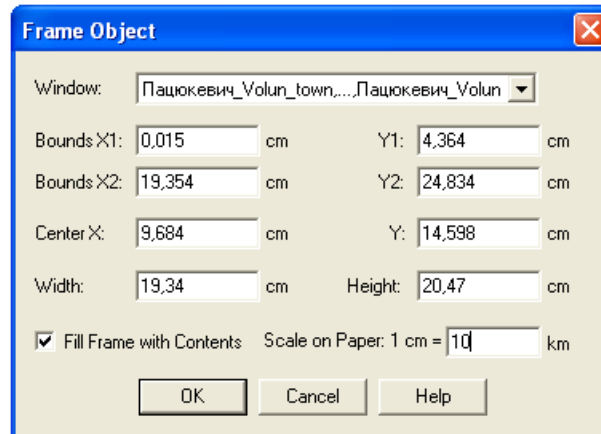 Frame Object
Window: Пацюкевич_Volun_town,...,Пацюкевич_Volun
Bounds X1: 0,015 cm Y1: 4,364 cm
Bounds X2: 19,354 cm Y2: 24,834 cm
Center X: 9,684 cm Y: 14,598 cm
Width: 19,34 cm Height: 20,47 cm
Fill Frame with Contents Scale on Paper: 1 cm = 10 km
OK Cancel Help